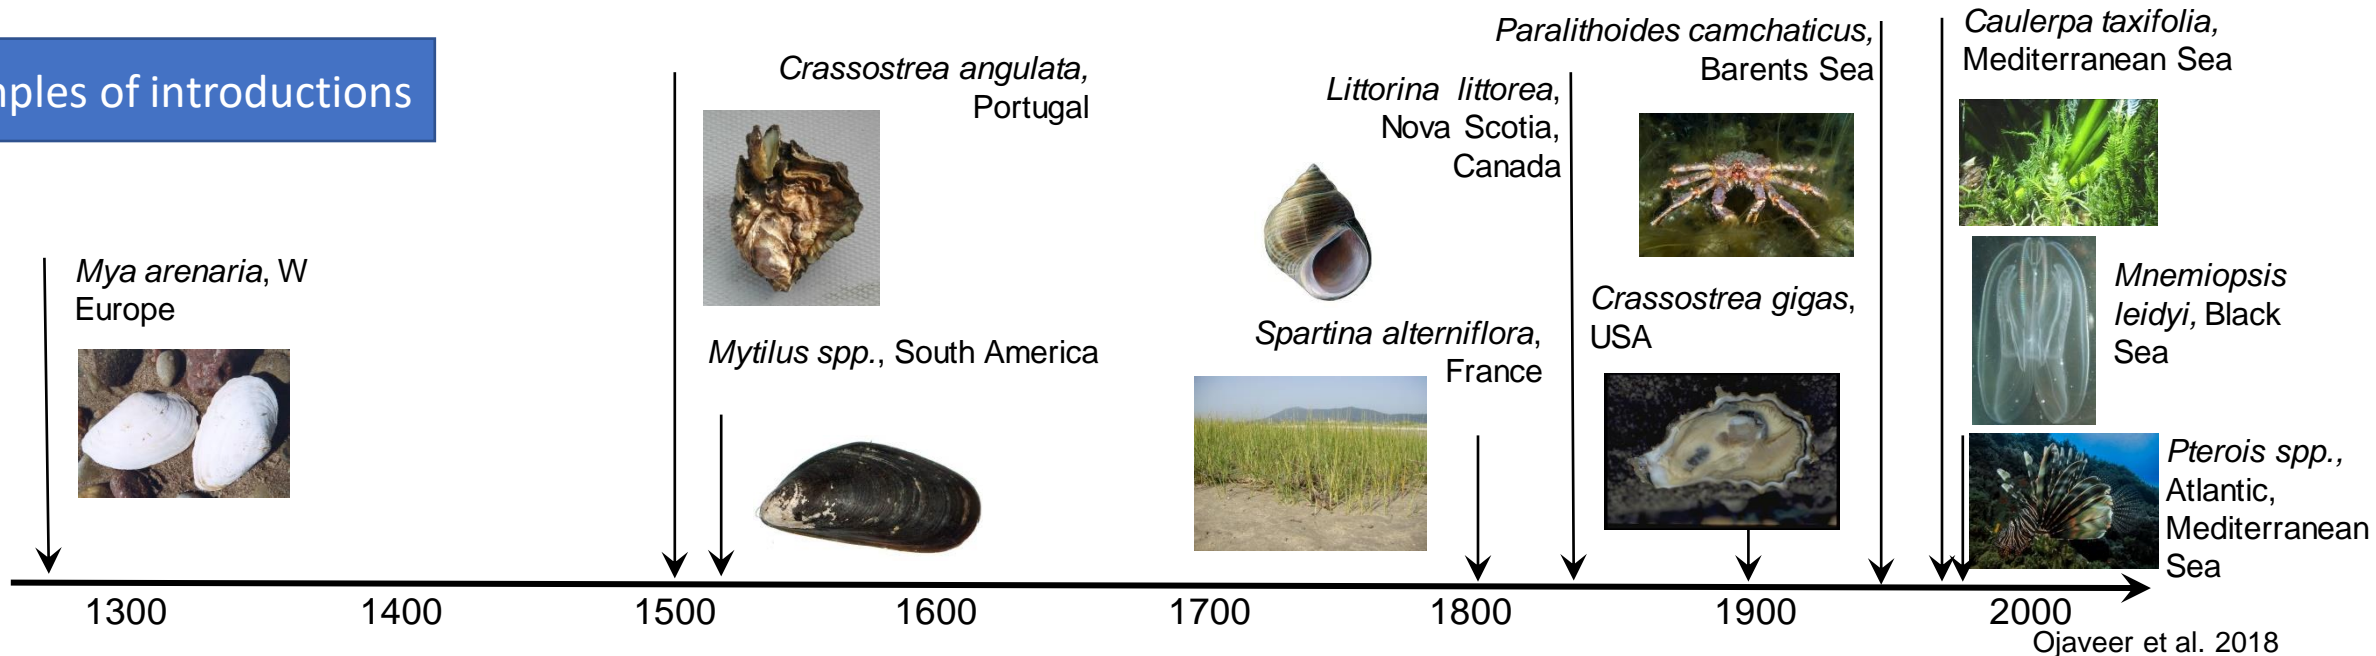 nples of introductions
Mya arenaria, W
Europe
Crassostrea angulata,
Portugal
Mytilus spp., South America
Littorina littorea,
Nova Scotia,
Canada
Spartina alterniflora,
France
Paralithoides camchaticus,
Barents Sea
Crassostrea gigas,
USA
Caulerpa taxifolia,
Mediterranean Sea
Mnemiopsis
leidyi, Black
Sea
Pterois spp.,
Atlantic,
Mediterranean
Sea
1300 1400 1500 1600 1700 1800 1900 2000
Ojaveer et al. 2018